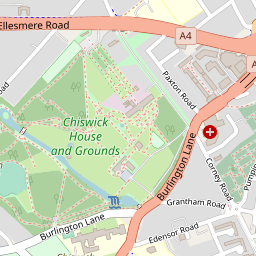 Ellesmere Road
A4
A
Paxton Road
Chiswick
House
and Grounds
Burlington Lane
Corney Road
Grantham Road
Burlington Lane
Edensor Road